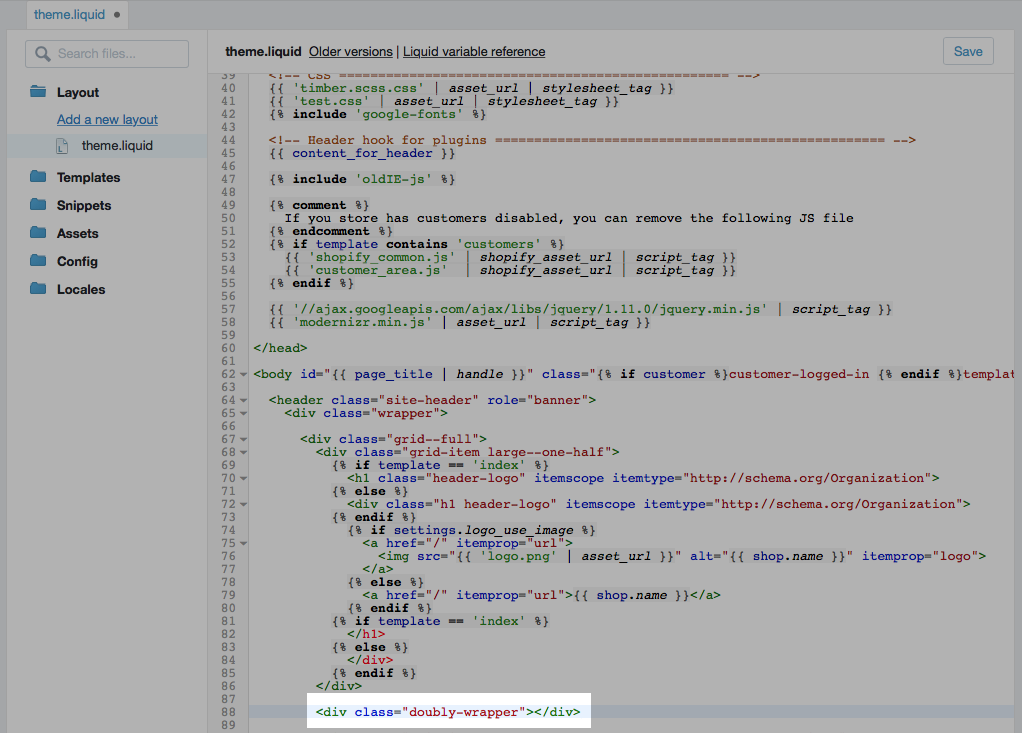 theme.liquid
Search files...
theme.liquid Older versions | Liquid variable reference
Save
Layout
Add a new layout
theme.liquid
Templates
Snippets
Assets
Config
Locales
39 <!-- CSS ================================================== -->
40 {{ 'timber.scss.css' | asset_url | stylesheet_tag }}
41 {{ 'test.css' | asset_url | stylesheet_tag }}
42 {% include 'google-fonts' %}
43
44 <!-- Header hook for plugins ================================================== -->
45 {{ content_for_header }}
46
47 {% include 'oldIE-js' %}
48
49 {% comment %}
50 If you store has customers disabled, you can remove the following JS file
51 {% endcomment %}
52 {% if template contains 'customers' %}
53 {{ 'shopify_common.js' | shopify_asset_url | script_tag }}
54 {{ 'customer_area.js' | shopify_asset_url | script_tag }}
55 {% endif %}
56
57 {{ '//ajax.googleapis.com/ajax/libs/jquery/1.11.0/jquery.min.js' | script_tag }}
58 {{ 'modernizr.min.js' | asset_url | script_tag }}
59
60 </head>
61
62 <body id="{{ page_title | handle }}" class="{% if customer %}customer-logged-in {% endif %}templat
63
64 <header class="site-header" role="banner">
65 <div class="wrapper">
66
67 <div class="grid--full">
68 <div class="grid-item large--one-half">
69 {% if template == 'index' %}
70 <h1 class="header-logo" itemscope itemtype="http://schema.org/Organization">
71 {% else %}
72 <div class="h1 header-logo" itemscope itemtype="http://schema.org/Organization">
73 {% endif %}
74 {% if settings.logo_use_image %}
75 <a href="/" itemprop="url">
76 <img src="{{ 'logo.png' | asset_url }}" alt="{{ shop.name }}" itemprop="logo">
77 </a>
78 {% else %}
79 <a href="/" itemprop="url">{{ shop.name }}</a>
80 {% endif %}
81 {% if template == 'index' %}
82 </h1>
83 {% else %}
84 </div>
85 {% endif %}
86 </div>
87
88 <div class="doubly-wrapper"></div>
89